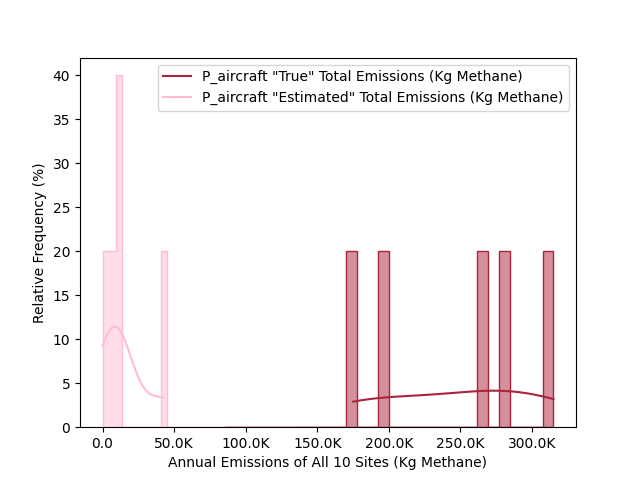 P_aircraft "True" Total Emissions (Kg Methane)
P_aircraft "Estimated" Total Emissions (Kg Methane)
Relative Frequency (%)
40
35
30
25
20
15
10
5
0
0.0 50.0K 100.0K 150.0K 200.0K 250.0K 300.0K
Annual Emissions of All 10 Sites (Kg Methane)